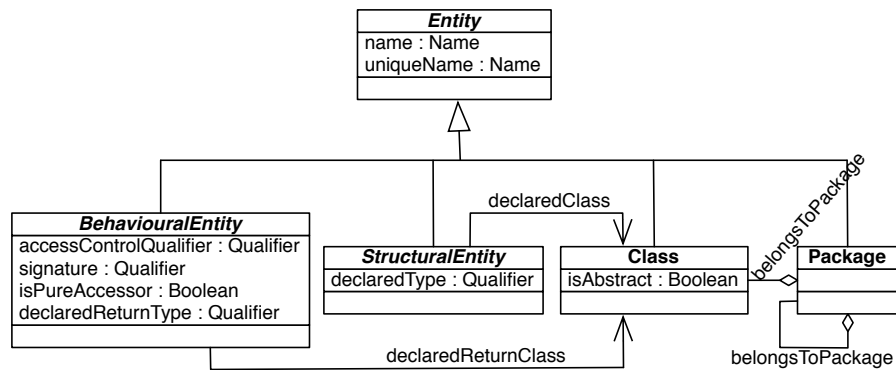 Entity
name : Name
uniqueName : Name
BehaviouralEntity
accessControlQualifier : Qualifier
signature : Qualifier
isPureAccessor : Boolean
declaredReturnType : Qualifier
declaredClass
StructuralEntity
declaredType : Qualifier
Class
isAbstract : Boolean
belongsToPackage
Package
declaredReturnClass
belongsToPackage